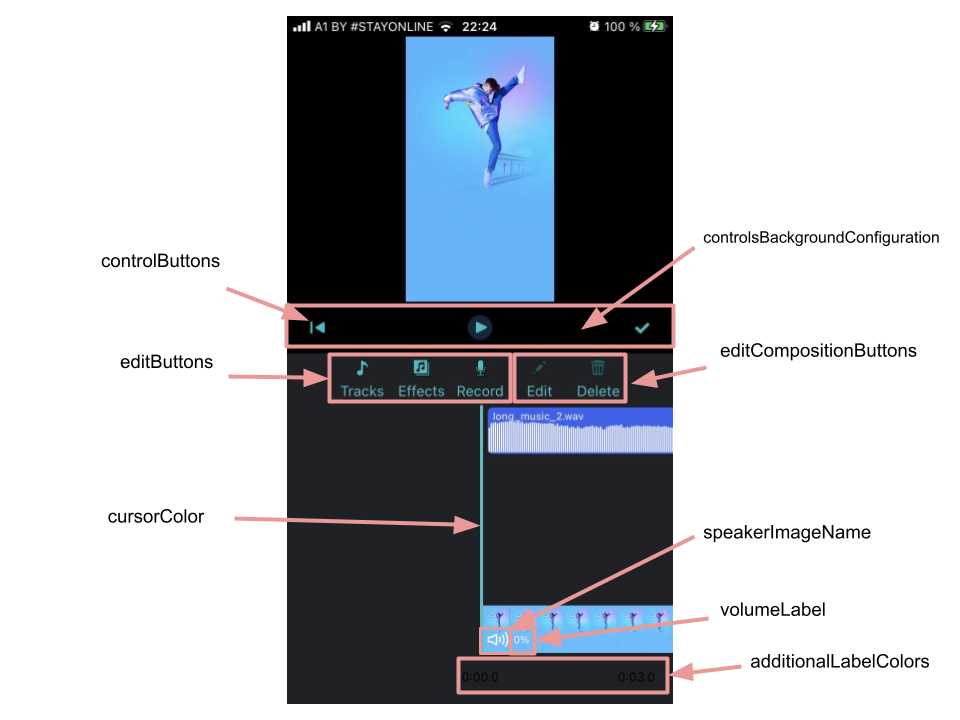 A1 BY #STAYONLINE 22:24 100 %
controlsBackgroundConfiguration
controlButtons
editButtons
editCompositionButtons
Tracks Effects Record Edit Delete
long_music_2.wav
cursorColor
speakerImageName
volumeLabel
0%
additionalLabelColors
0:00.0 0:03.0